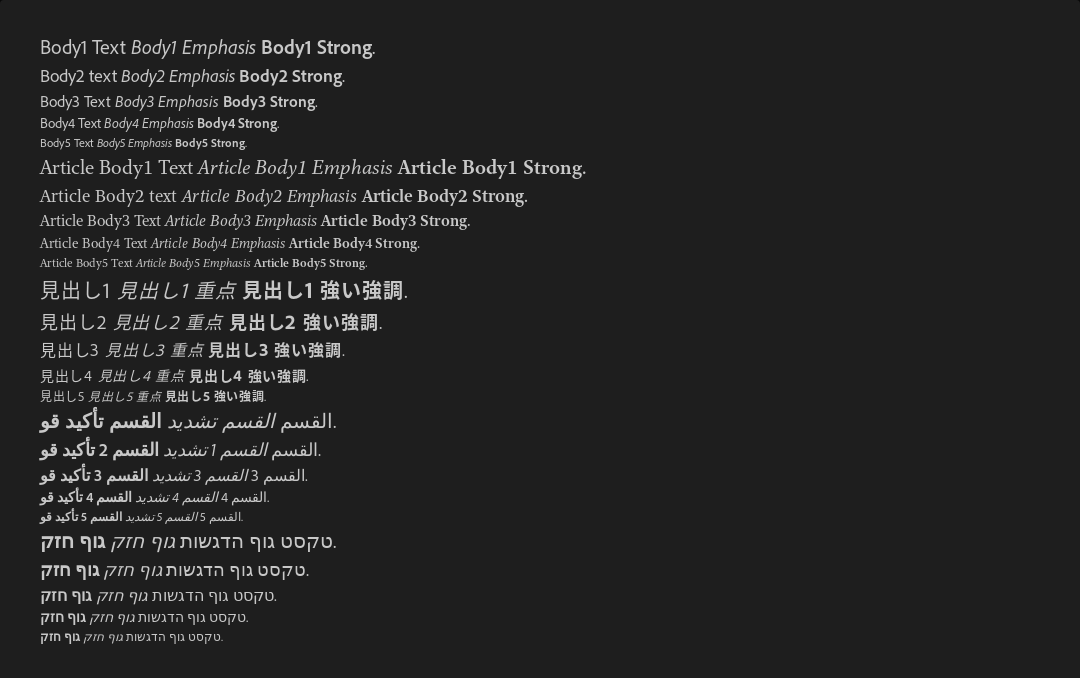 Body1 Text Body1 Emphasis Body1 Strong.
Body2 text Body2 Emphasis Body2 Strong.
Body3 Text Body3 Emphasis Body3 Strong.
Body4 Text Body4 Emphasis Body4 Strong.
Body5 Text Body5 Emphasis Body5 Strong.
Article Body1 Text Article Body1 Emphasis Article Body1 Strong.
Article Body2 text Article Body2 Emphasis Article Body2 Strong.
Article Body3 Text Article Body3 Emphasis Article Body3 Strong.
Article Body4 Text Article Body4 Emphasis Article Body4 Strong.
Article Body5 Text Article Body5 Emphasis Article Body5 Strong.
見出し1 見出し1 重点 見出し1 強い強調.
見出し2 見出し2 重点 見出し2 強い強調.
見出し3 見出し3 重点 見出し3 強い強調.
見出し4 見出し4 重点 見出し4 強い強調.
見出し5 見出し5 重点 見出し5 強い強調.
القسم القسم تشديد القسم تأكيد قو.
القسم القسم 1 تشديد القسم 2 تأكيد قو.
القسم 3 القسم 3 تشديد القسم 3 تأكيد قو.
القسم 4 القسم 4 تشديد القسم 4 تأكيد قو.
القسم 5 القسم 5 تشديد القسم 5 تأكيد قو.
טקסט גוף הדגשות גוף חזק גוף חזק.
טקסט גוף הדגשות גוף חזק גוף חזק.
טקסט גוף הדגשות גוף חזק גוף חזק.
טקסט גוף הדגשות גוף חזק גוף חזק.
טקסט גוף הדגשות גוף חזק גוף חזק.